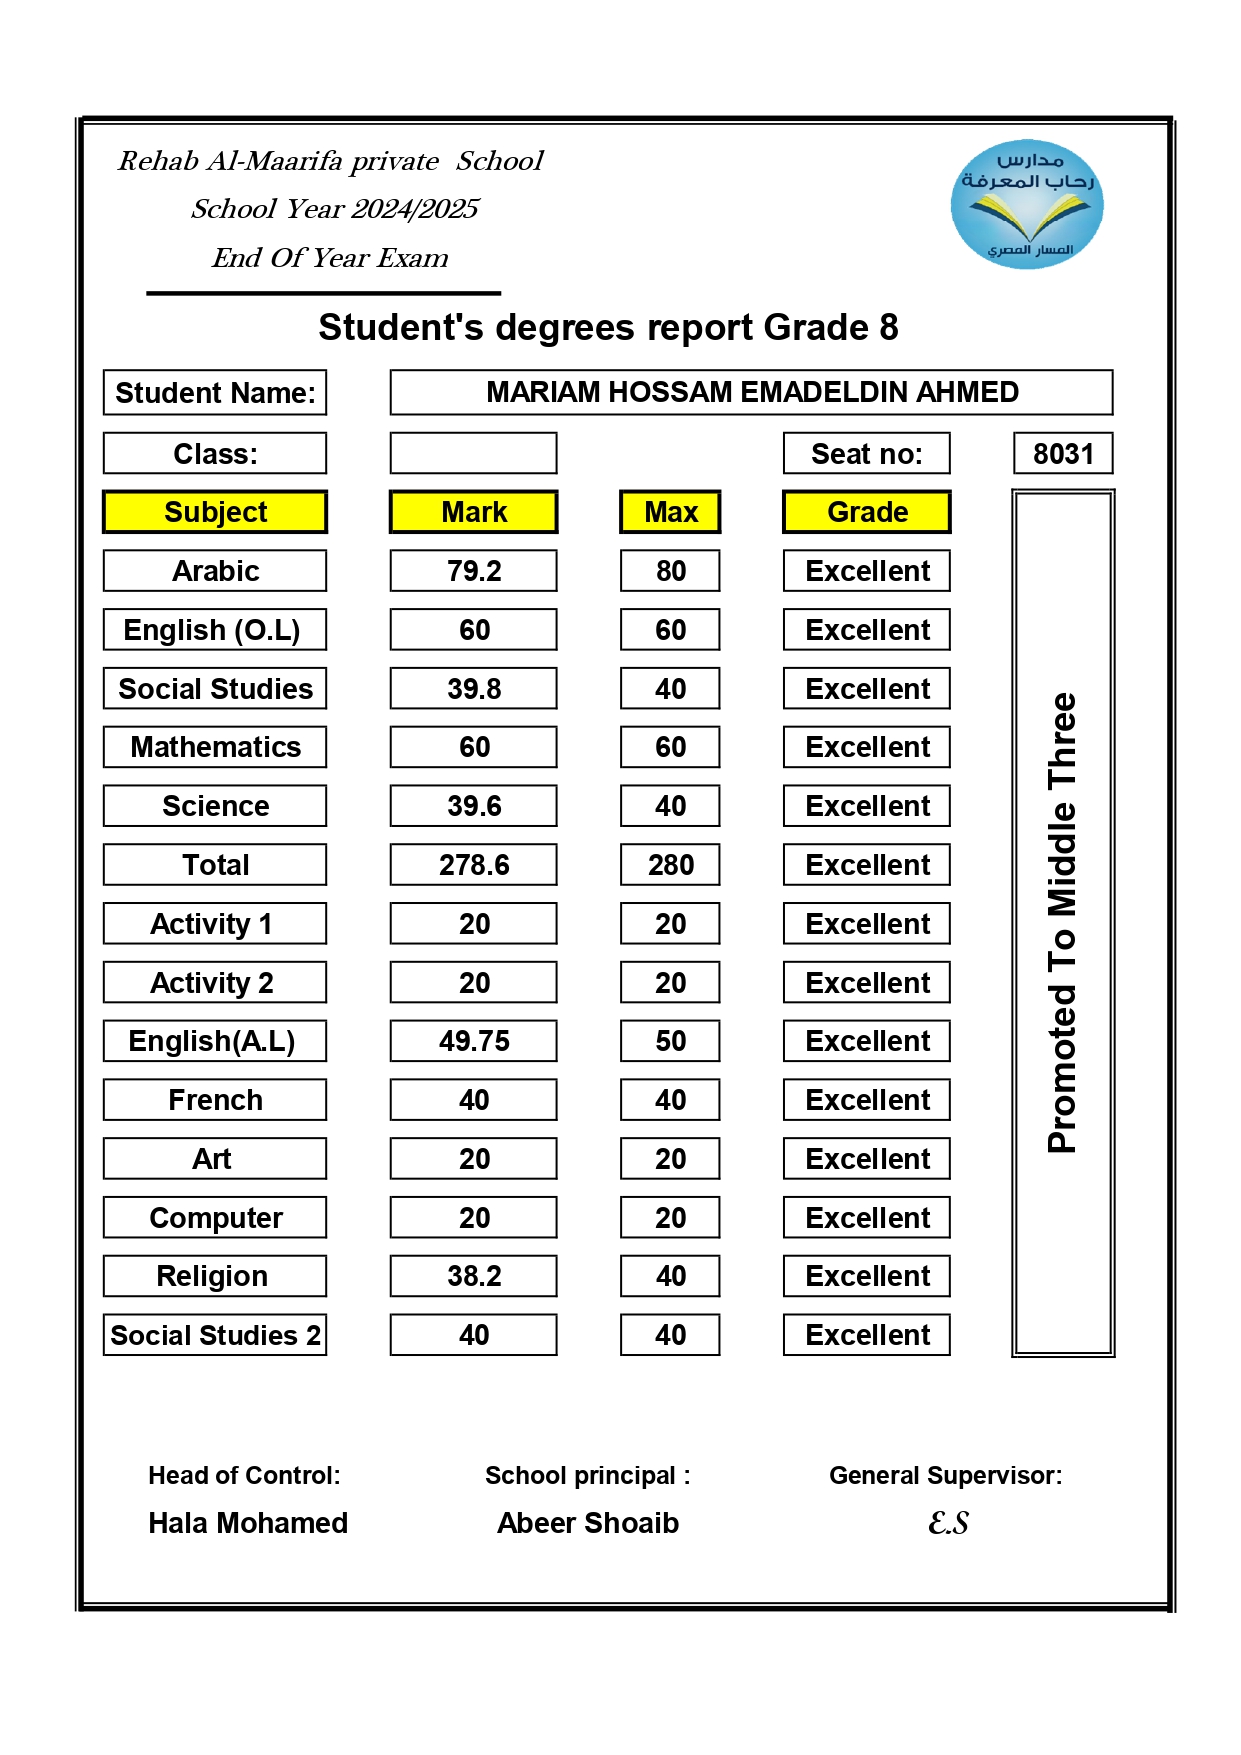 Rehab Al-Maarifa private School
School Year 2024/2025
End Of Year Exam
مدارس
رحاب المعرفة
المسار المصري
Student's degrees report Grade 8
Student Name: MARIAM HOSSAM EMADELDIN AHMED
Class: Seat no: 8031
Subject Mark Max Grade
Arabic 79.2 80 Excellent
English (O.L) 60 60 Excellent
Social Studies 39.8 40 Excellent
Mathematics 60 60 Excellent
Science 39.6 40 Excellent
Total 278.6 280 Excellent
Activity 1 20 20 Excellent
Activity 2 20 20 Excellent
English(A.L) 49.75 50 Excellent
French 40 40 Excellent
Art 20 20 Excellent
Computer 20 20 Excellent
Religion 38.2 40 Excellent
Social Studies 2 40 40 Excellent
Promoted To Middle Three
Head of Control: School principal : General Supervisor:
Hala Mohamed Abeer Shoaib E.S